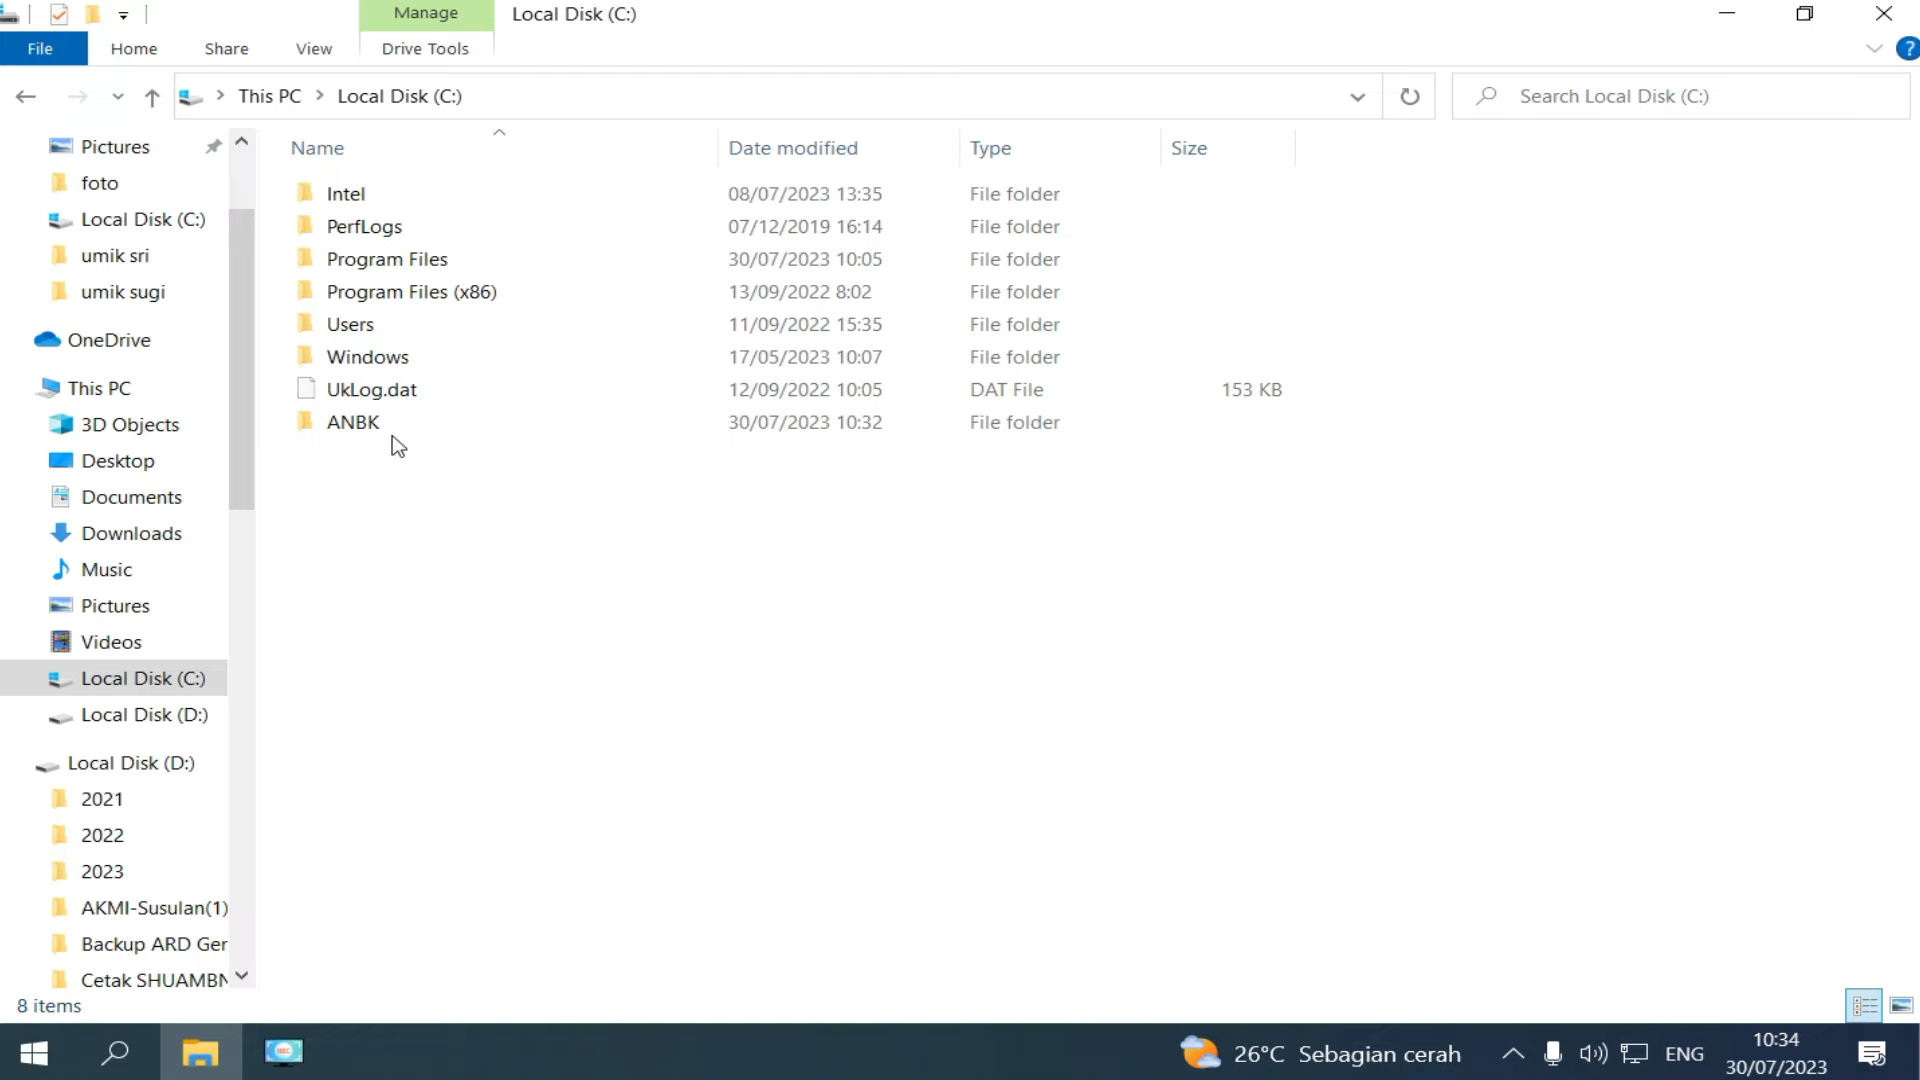 Manage
Local Disk (C:)
File
Home
Share
View
Drive Tools
?
This PC
Local Disk (C:)
Search Local Disk (C:)
Pictures
foto
Local Disk (C:)
umik sri
umik sugi
OneDrive
This PC
3D Objects
Desktop
Documents
Downloads
Music
Pictures
Videos
Local Disk (C:)
Local Disk (D:)
Local Disk (D:)
2021
2022
2023
AKMI-Susulan(1)
Backup ARD Ger
Cetak SHUAMBN
Name Date modified Type Size
Intel 08/07/2023 13:35 File folder
PerfLogs 07/12/2019 16:14 File folder
Program Files 30/07/2023 10:05 File folder
Program Files (x86) 13/09/2022 8:02 File folder
Users 11/09/2022 15:35 File folder
Windows 17/05/2023 10:07 File folder
UkLog.dat 12/09/2022 10:05 DAT File 153 KB
ANBK 30/07/2023 10:32 File folder
8 items
26°C Sebagian cerah
ENG
10:34
30/07/2023